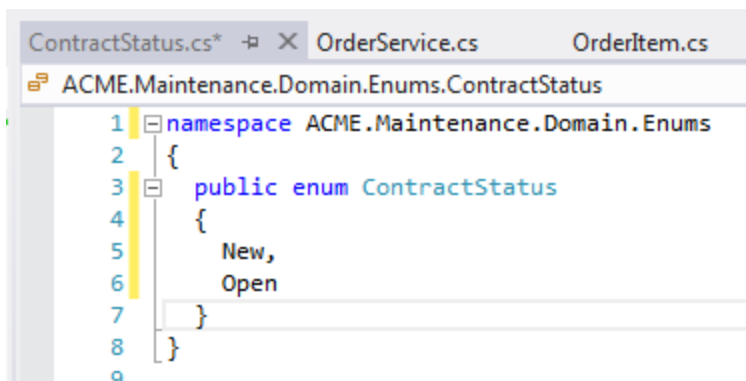 ContractStatus.cs* OrderService.cs OrderItem.cs
ACME.Maintenance.Domain.Enums.ContractStatus
1 namespace ACME.Maintenance.Domain.Enums
2 {
3 public enum ContractStatus
4 {
5 New,
6 Open
7 }
8 }
9